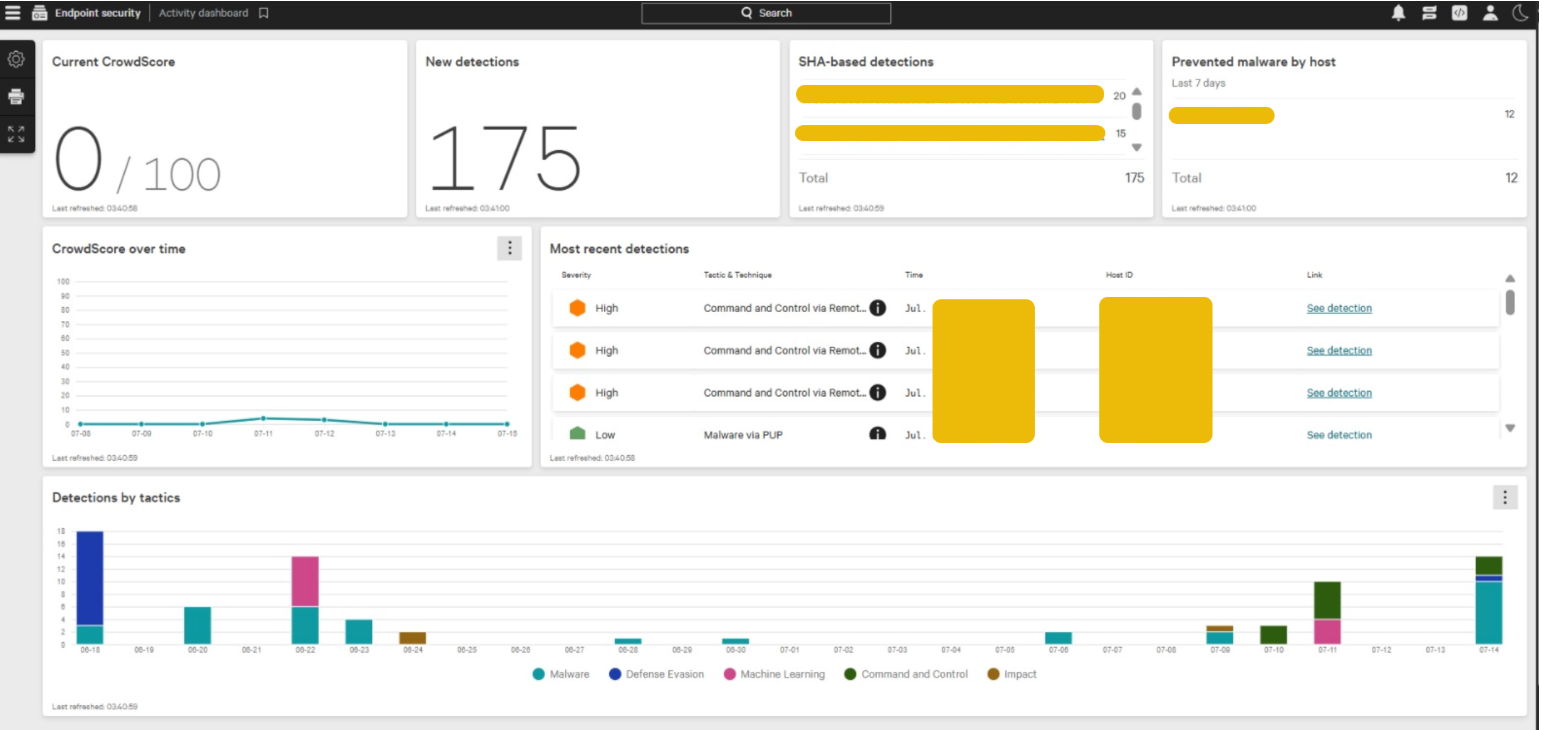 Endpoint security Activity dashboard Search
Current CrowdScore
0 / 100
Last refreshed: 03:40:58
New detections
175
Last refreshed: 03:41:00
SHA-based detections
20
15
Total 175
Last refreshed: 03:40:59
Prevented malware by host
Last 7 days
12
Total 12
Last refreshed: 03:41:00
CrowdScore over time
100
90
80
70
60
50
40
30
20
10
0
07-08 07-09 07-10 07-11 07-12 07-13 07-14 07-15
Last refreshed: 03:40:59
Most recent detections
Severity Tactic & Technique Time Host ID Link
High Command and Control via Remot... Jul. See detection
High Command and Control via Remot... Jul. See detection
High Command and Control via Remot... Jul. See detection
Low Malware via PUP Jul. See detection
Last refreshed: 03:40:58
Detections by tactics
18
16
14
12
10
8
6
4
2
0
06-18 06-19 06-20 06-21 06-22 06-23 06-24 06-25 06-26 06-27 06-28 06-29 06-30 07-01 07-02 07-03 07-04 07-05 07-06 07-07 07-08 07-09 07-10 07-11 07-12 07-13 07-14
Malware Defense Evasion Machine Learning Command and Control Impact
Last refreshed: 03:40:59